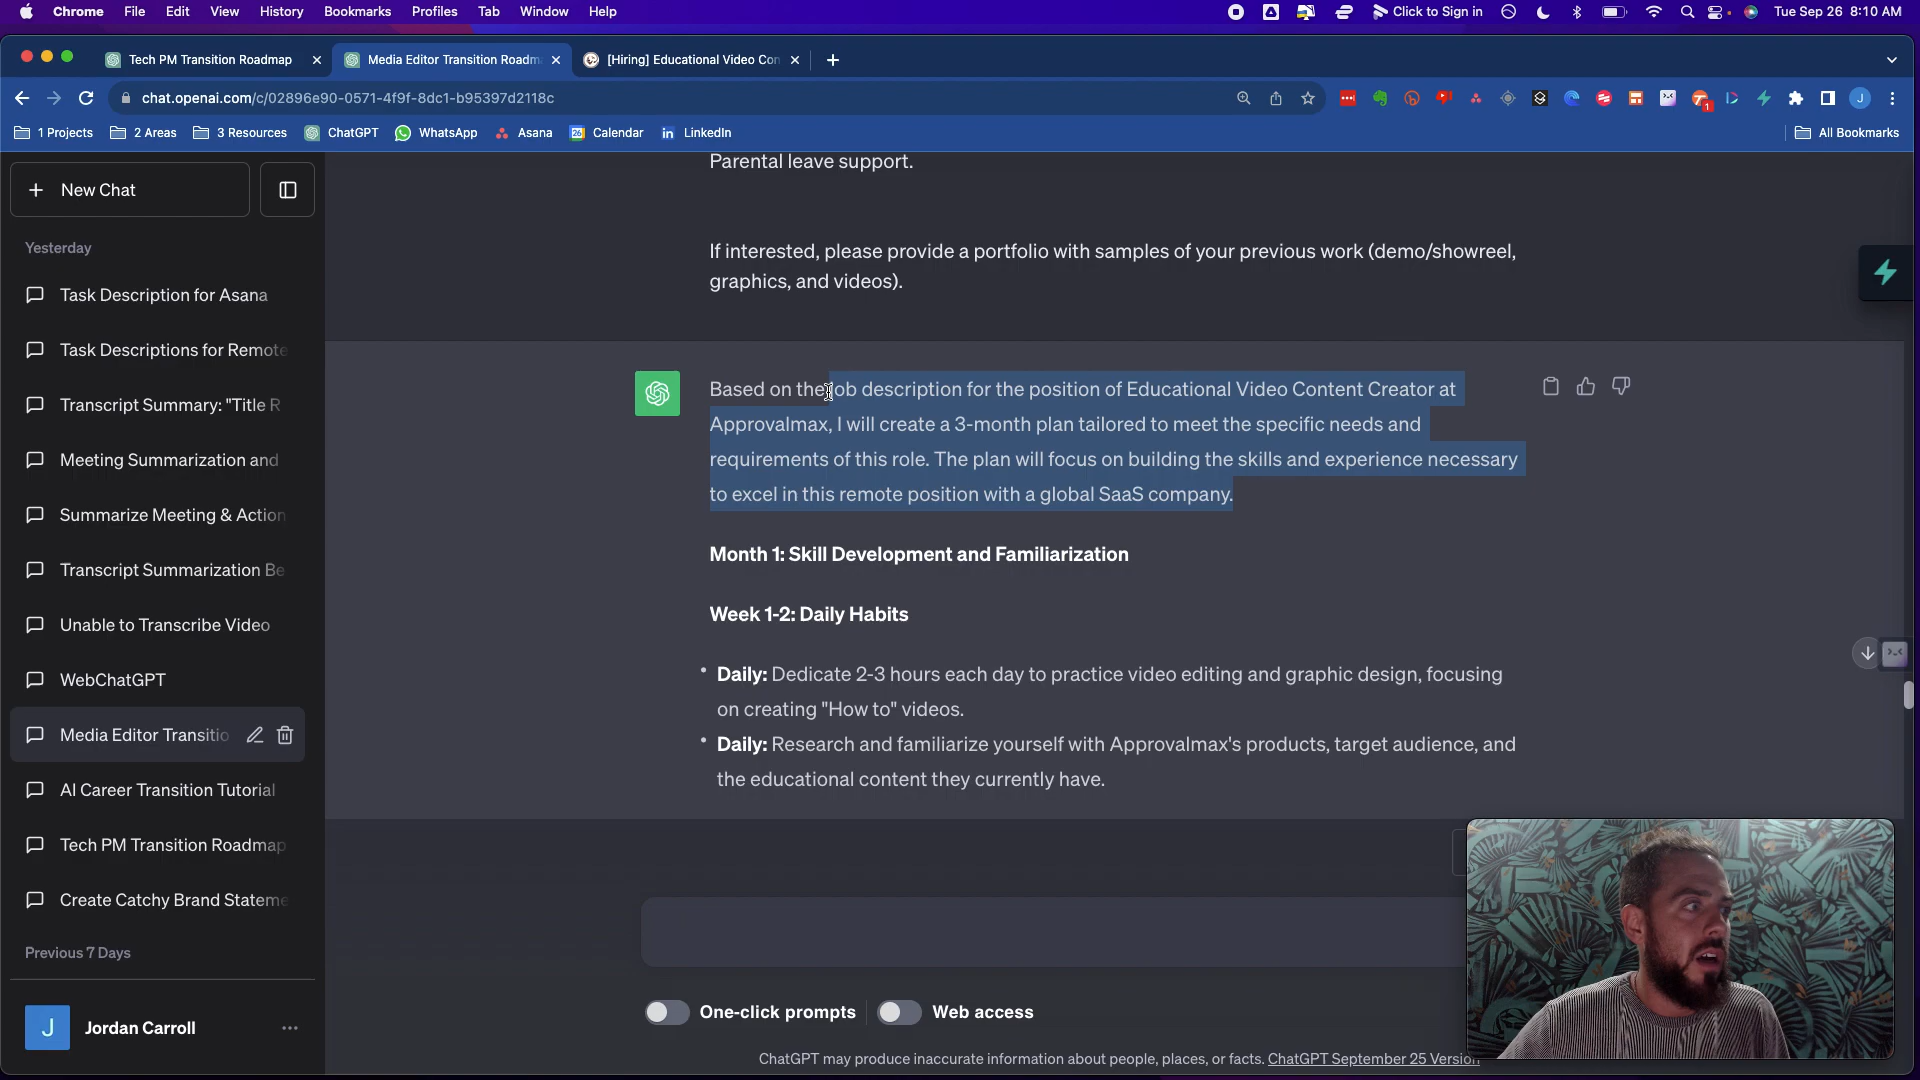 Chrome File Edit View History Bookmarks Profiles Tab Window Help Click to Sign in Tue Sep 26 8:10 AM
Tech PM Transition Roadmap Media Editor Transition Roadm [Hiring] Educational Video Con
chat.openai.com/c/02896e90-0571-4f9f-8dc1-b95397d2118c 1
1 Projects 2 Areas 3 Resources ChatGPT WhatsApp 26 Calendar Asana in LinkedIn All Bookmarks
New Chat
Yesterday
Task Description for Asana
Task Descriptions for Remote
Transcript Summary: "Title R
Meeting Summarization and
Summarize Meeting & Action
Transcript Summarization Be
Unable to Transcribe Video
WebChatGPT
Media Editor Transitio
AI Career Transition Tutorial
Tech PM Transition Roadmap
Create Catchy Brand Stateme
Previous 7 Days
J Jordan Carroll
Parental leave support.
If interested, please provide a portfolio with samples of your previous work (demo/showreel,
graphics, and videos).
Based on the job description for the position of Educational Video Content Creator at
Approvalmax, I will create a 3-month plan tailored to meet the specific needs and
requirements of this role. The plan will focus on building the skills and experience necessary
to excel in this remote position with a global SaaS company.
Month 1: Skill Development and Familiarization
Week 1-2: Daily Habits
• Daily: Dedicate 2-3 hours each day to practice video editing and graphic design, focusing
on creating "How to" videos.
• Daily: Research and familiarize yourself with Approvalmax's products, target audience, and
the educational content they currently have.
One-click prompts Web access
ChatGPT may produce inaccurate information about people, places, or facts. ChatGPT September 25 Version